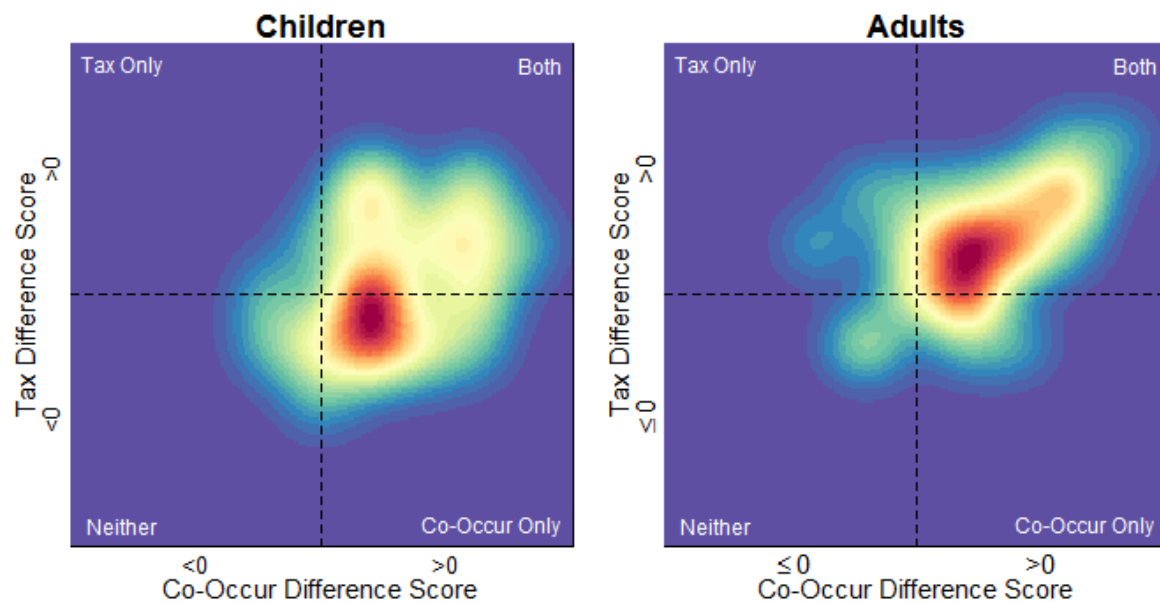 Children
Tax Only
Both
Tax Difference Score
>0
<0
Neither
Co-Occur Only
<0
>0
Co-Occur Difference Score
Adults
Tax Only
Both
Tax Difference Score
>0
≤0
Neither
Co-Occur Only
≤ 0
>0
Co-Occur Difference Score